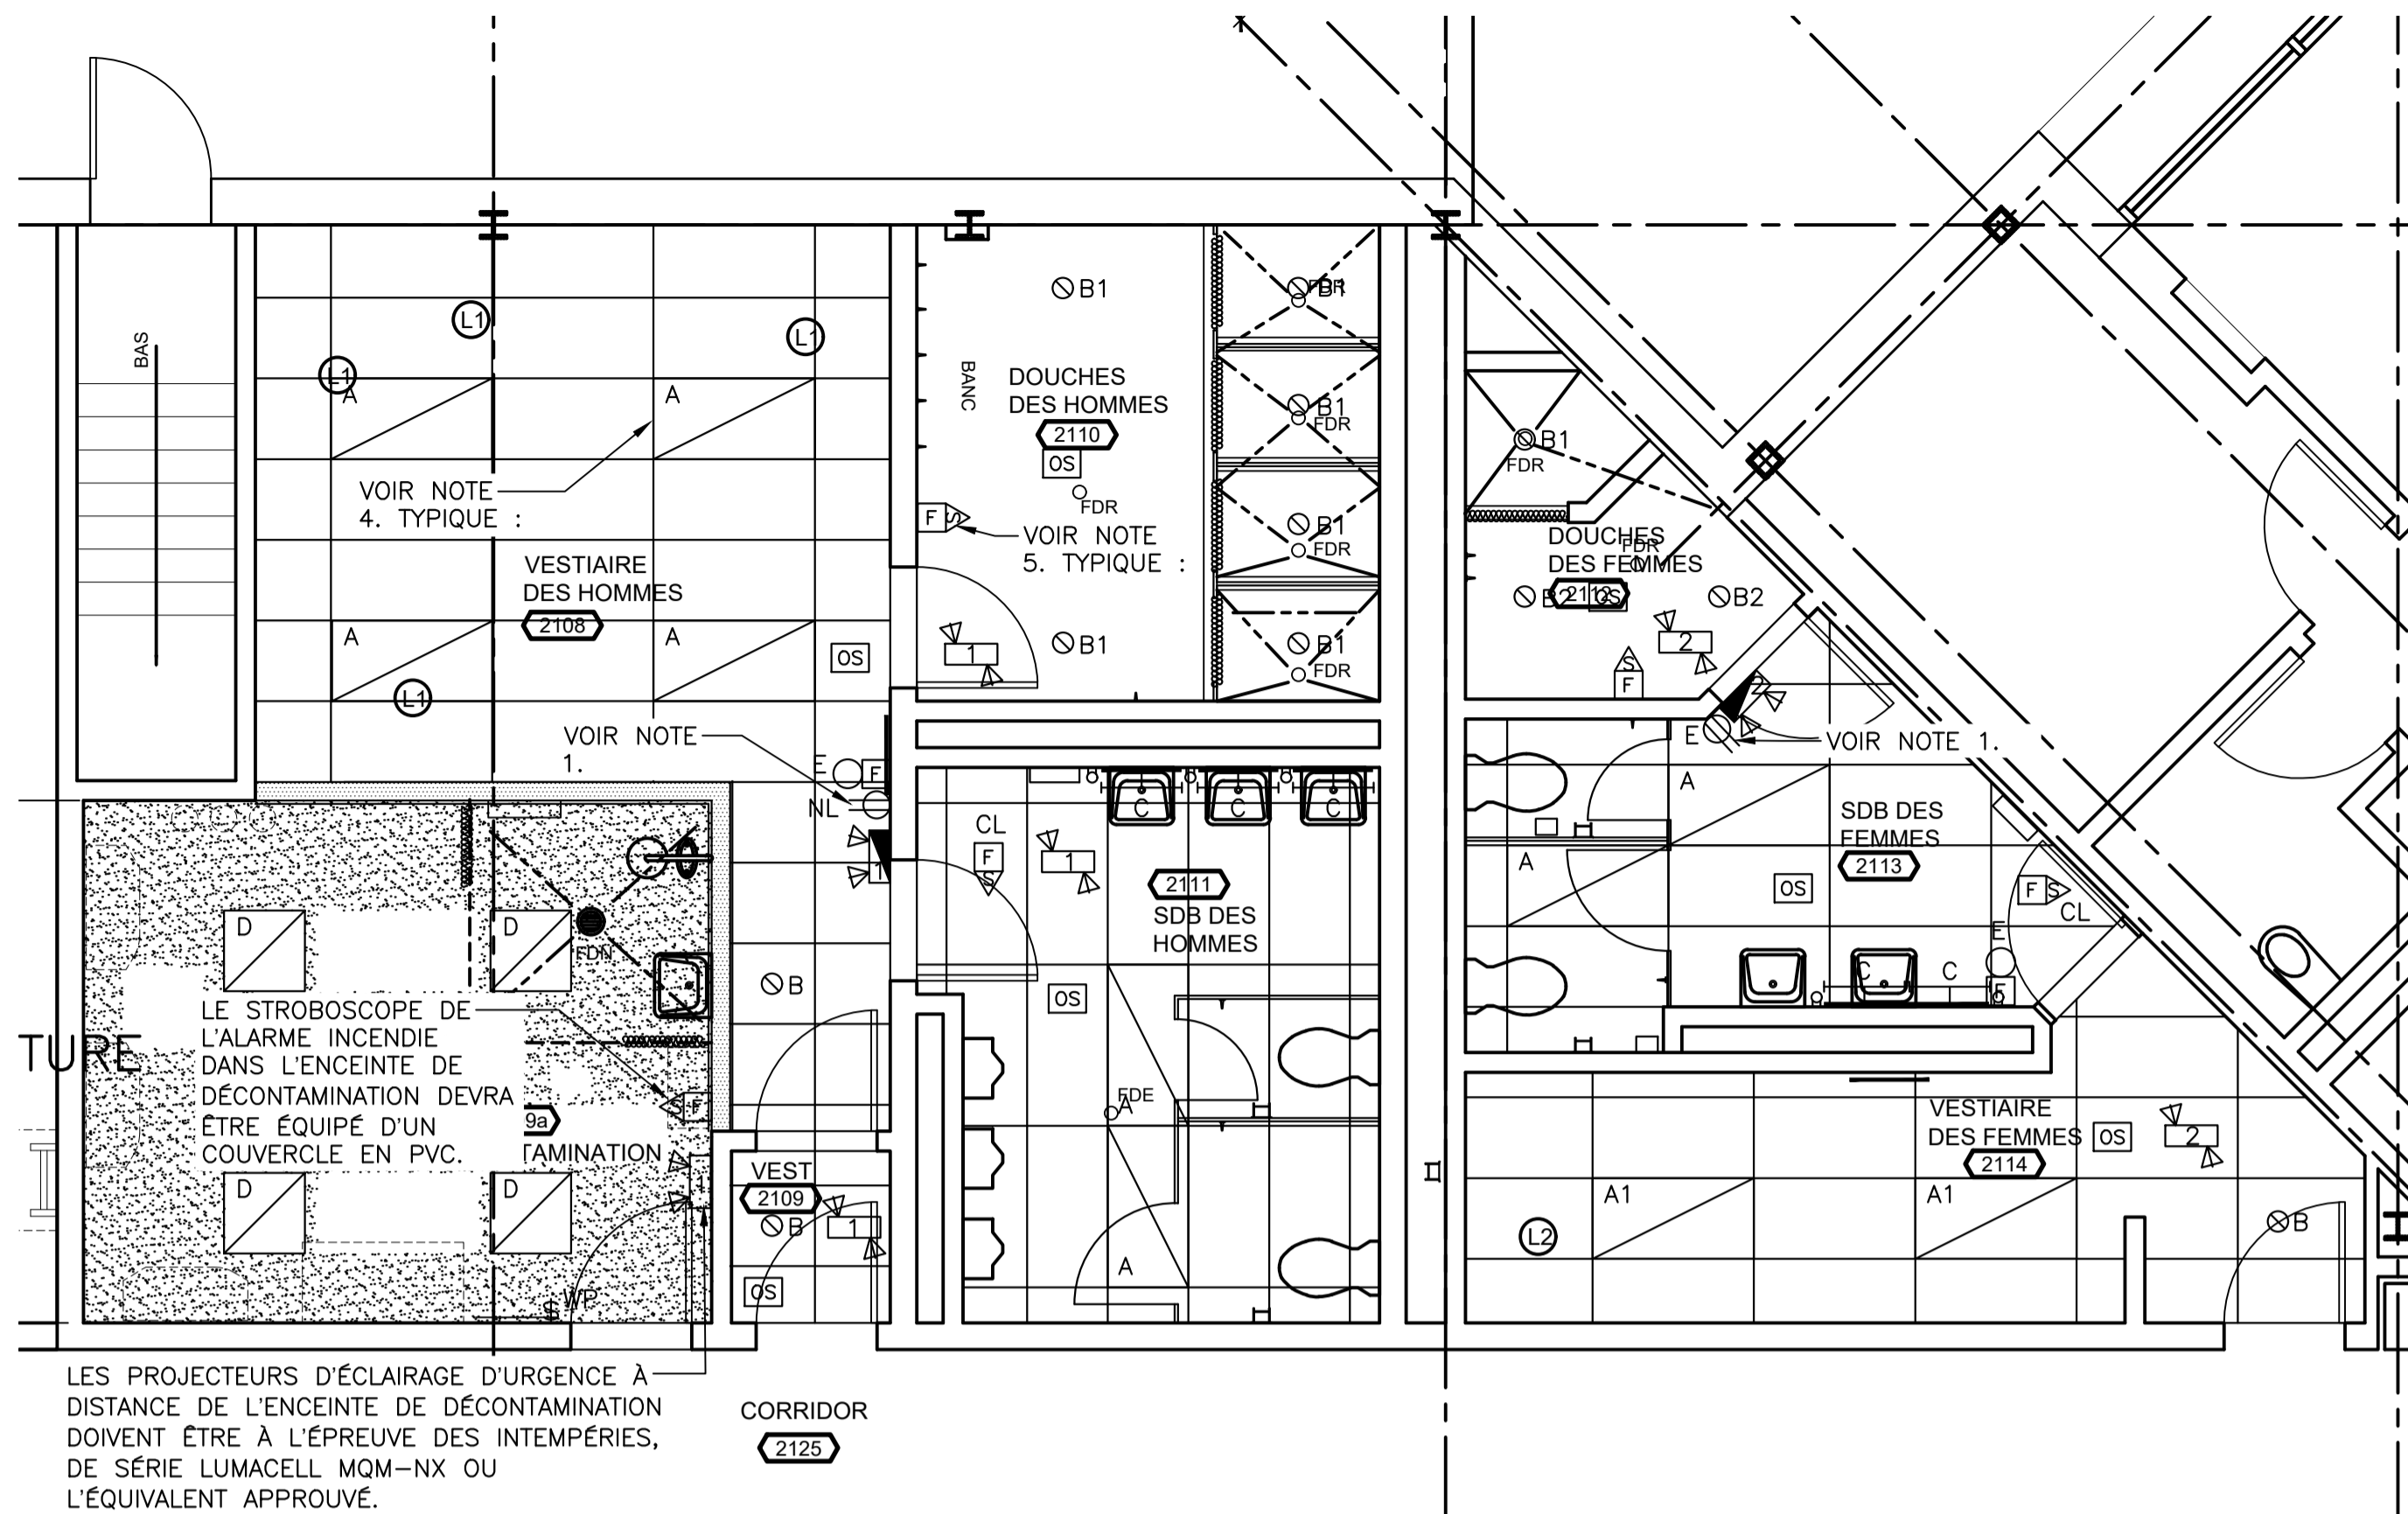 BAS
L1
L1
L1
A
A
VOIR NOTE
4. TYPIQUE :
VESTIAIRE
DES HOMMES
2108
A
A
OS
L1
VOIR NOTE
1.
E
F
NL
1
BANC
B1
DOUCHES
DES HOMMES
2110
OS
FDR
F S
VOIR NOTE
5. TYPIQUE :
1
B1
B1
FDR
B1
FDR
B1
FDR
B1
FDR
B1
FDR
DOUCHES
DES FEMMES
FDR
B2
2112
OS
B2
2
S
F
2
E
VOIR NOTE 1.
CL
F
S
1
C
C
C
2111
SDB DES
HOMMES
OS
FDE
A
A
A
A
SDB DES
FEMMES
2113
OS
F S
CL
E
F
C
C
D
D
FDN
LE STROBOSCOPE DE
L'ALARME INCENDIE
DANS L'ENCEINTE DE
DÉCONTAMINATION DEVRA
ÊTRE ÉQUIPÉ D'UN
COUVERCLE EN PVC.
TURE
S F
9a
TAMINATION
1
D
D
$ WP
B
VEST
2109
B
1
OS
VESTIAIRE
DES FEMMES
2114
OS
2
A1
A1
L2
B
LES PROJECTEURS D'ÉCLAIRAGE D'URGENCE À
DISTANCE DE L'ENCEINTE DE DÉCONTAMINATION
DOIVENT ÊTRE À L'ÉPREUVE DES INTEMPÉRIES,
DE SÉRIE LUMACELL MQM-NX OU
L'ÉQUIVALENT APPROUVÉ.
CORRIDOR
2125